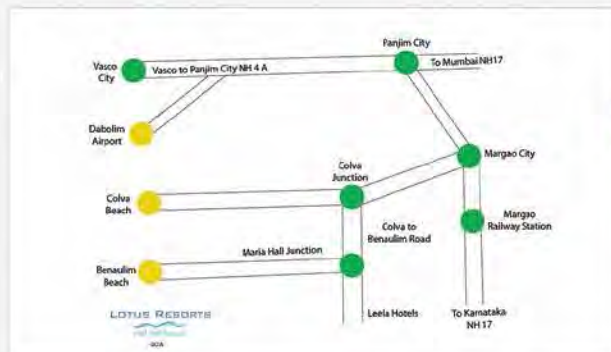 Panjim City
Vasco
City
Vasco to Panjim City NH 4 A
To Mumbai NH17
Dabolim
Airport
Margao City
Colva
Junction
Colva
Beach
Colva to
Benaulim Road
Margao
Railway Station
Maria Hall Junction
Benaulim
Beach
LOTUS RESORTS
GOA
Leela Hotels
To Karnataka
NH 17